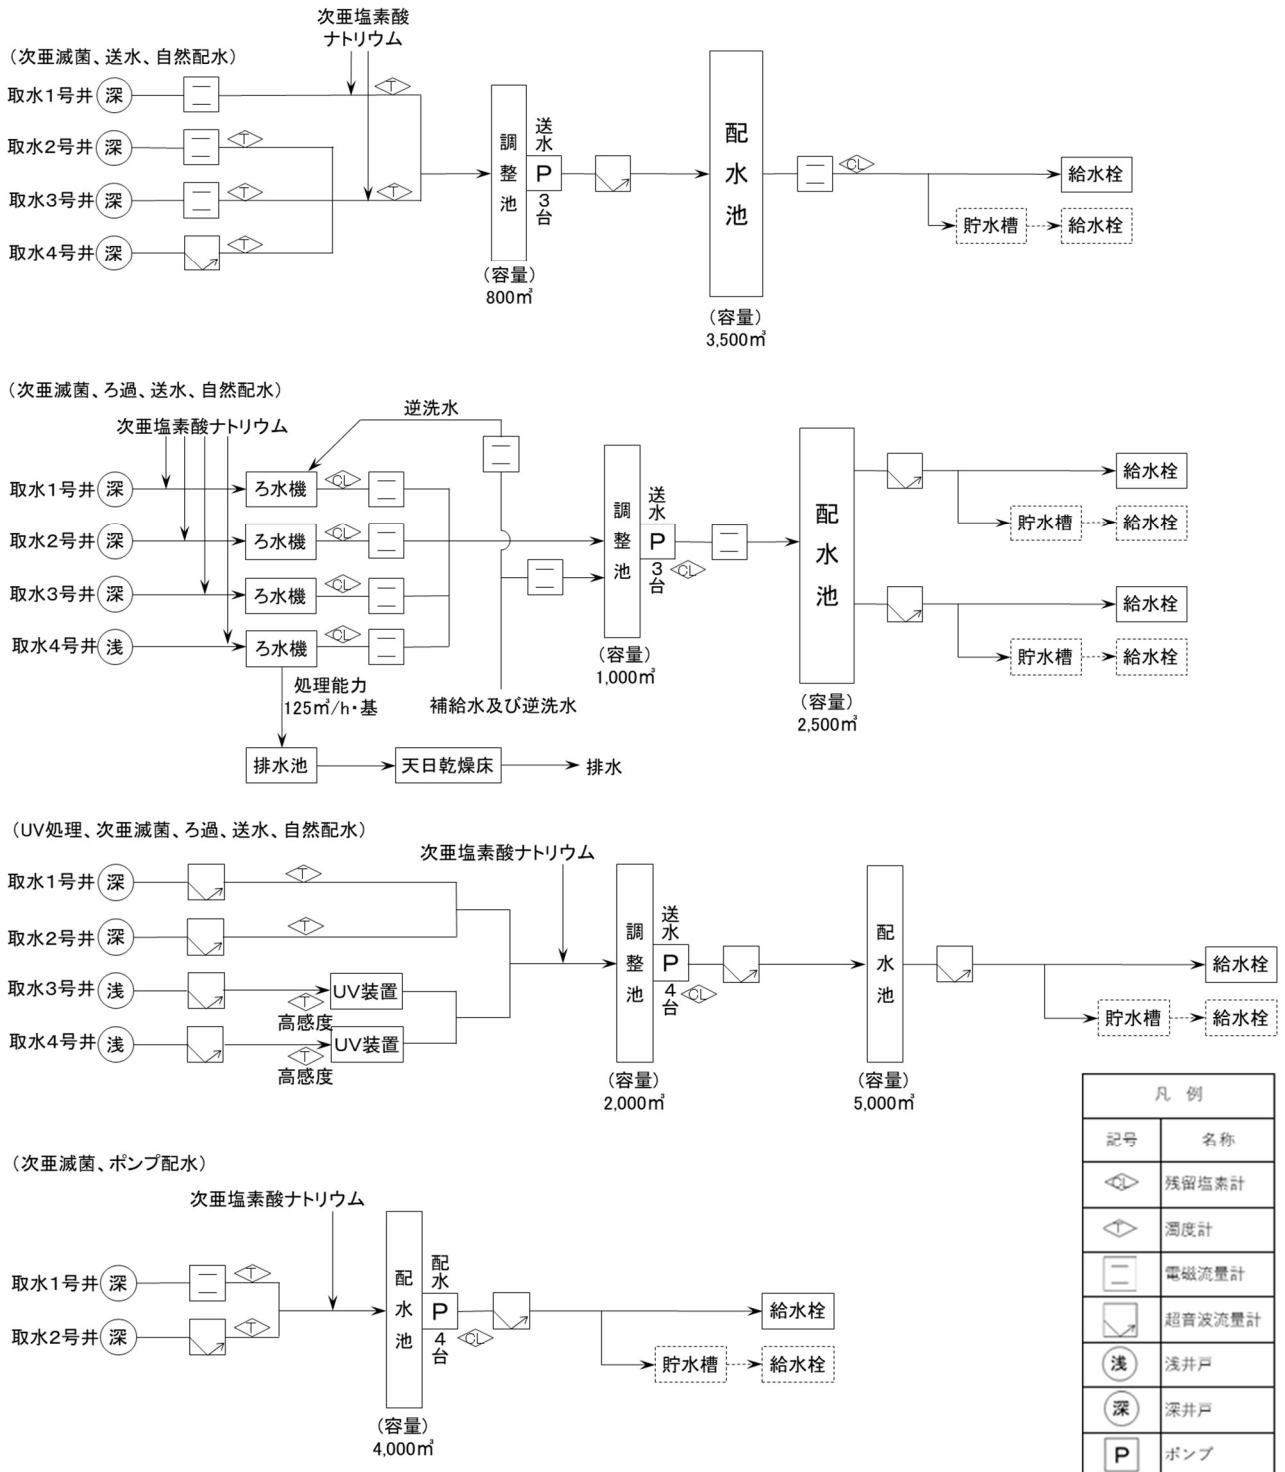 次亜塩素酸
ナトリウム
（次亜滅菌、送水、自然配水）
取水1号井 深 T
取水2号井 深 T
取水3号井 深 T T
取水4号井 深 T
調整池
送水
P
3台
（容量）
800㎥
配水池
（容量）
3,500㎥
CL
給水栓
貯水槽 給水栓
（次亜滅菌、ろ過、送水、自然配水）
次亜塩素酸ナトリウム
逆洗水
取水1号井 深 ろ水機 CL
取水2号井 深 ろ水機 CL
取水3号井 深 ろ水機 CL
取水4号井 浅 ろ水機 CL
処理能力
125㎥/h・基
補給水及び逆洗水
排水池 天日乾燥床 排水
調整池
送水
P
3台
CL
（容量）
1,000㎥
配水池
（容量）
2,500㎥
給水栓
貯水槽 給水栓
給水栓
貯水槽 給水栓
（UV処理、次亜滅菌、ろ過、送水、自然配水）
次亜塩素酸ナトリウム
取水1号井 深 T
取水2号井 深 T
取水3号井 浅 T UV装置
高感度
取水4号井 浅 T UV装置
高感度
調整池
送水
P
4台
CL
（容量）
2,000㎥
配水池
（容量）
5,000㎥
給水栓
貯水槽 給水栓
（次亜滅菌、ポンプ配水）
次亜塩素酸ナトリウム
取水1号井 深 T
取水2号井 深 T
配水池
配水
P
4台
CL
（容量）
4,000㎥
給水栓
貯水槽 給水栓
凡 例
記号 名称
CL 残留塩素計
T 濁度計
電磁流量計
超音波流量計
浅 浅井戸
深 深井戸
P ポンプ